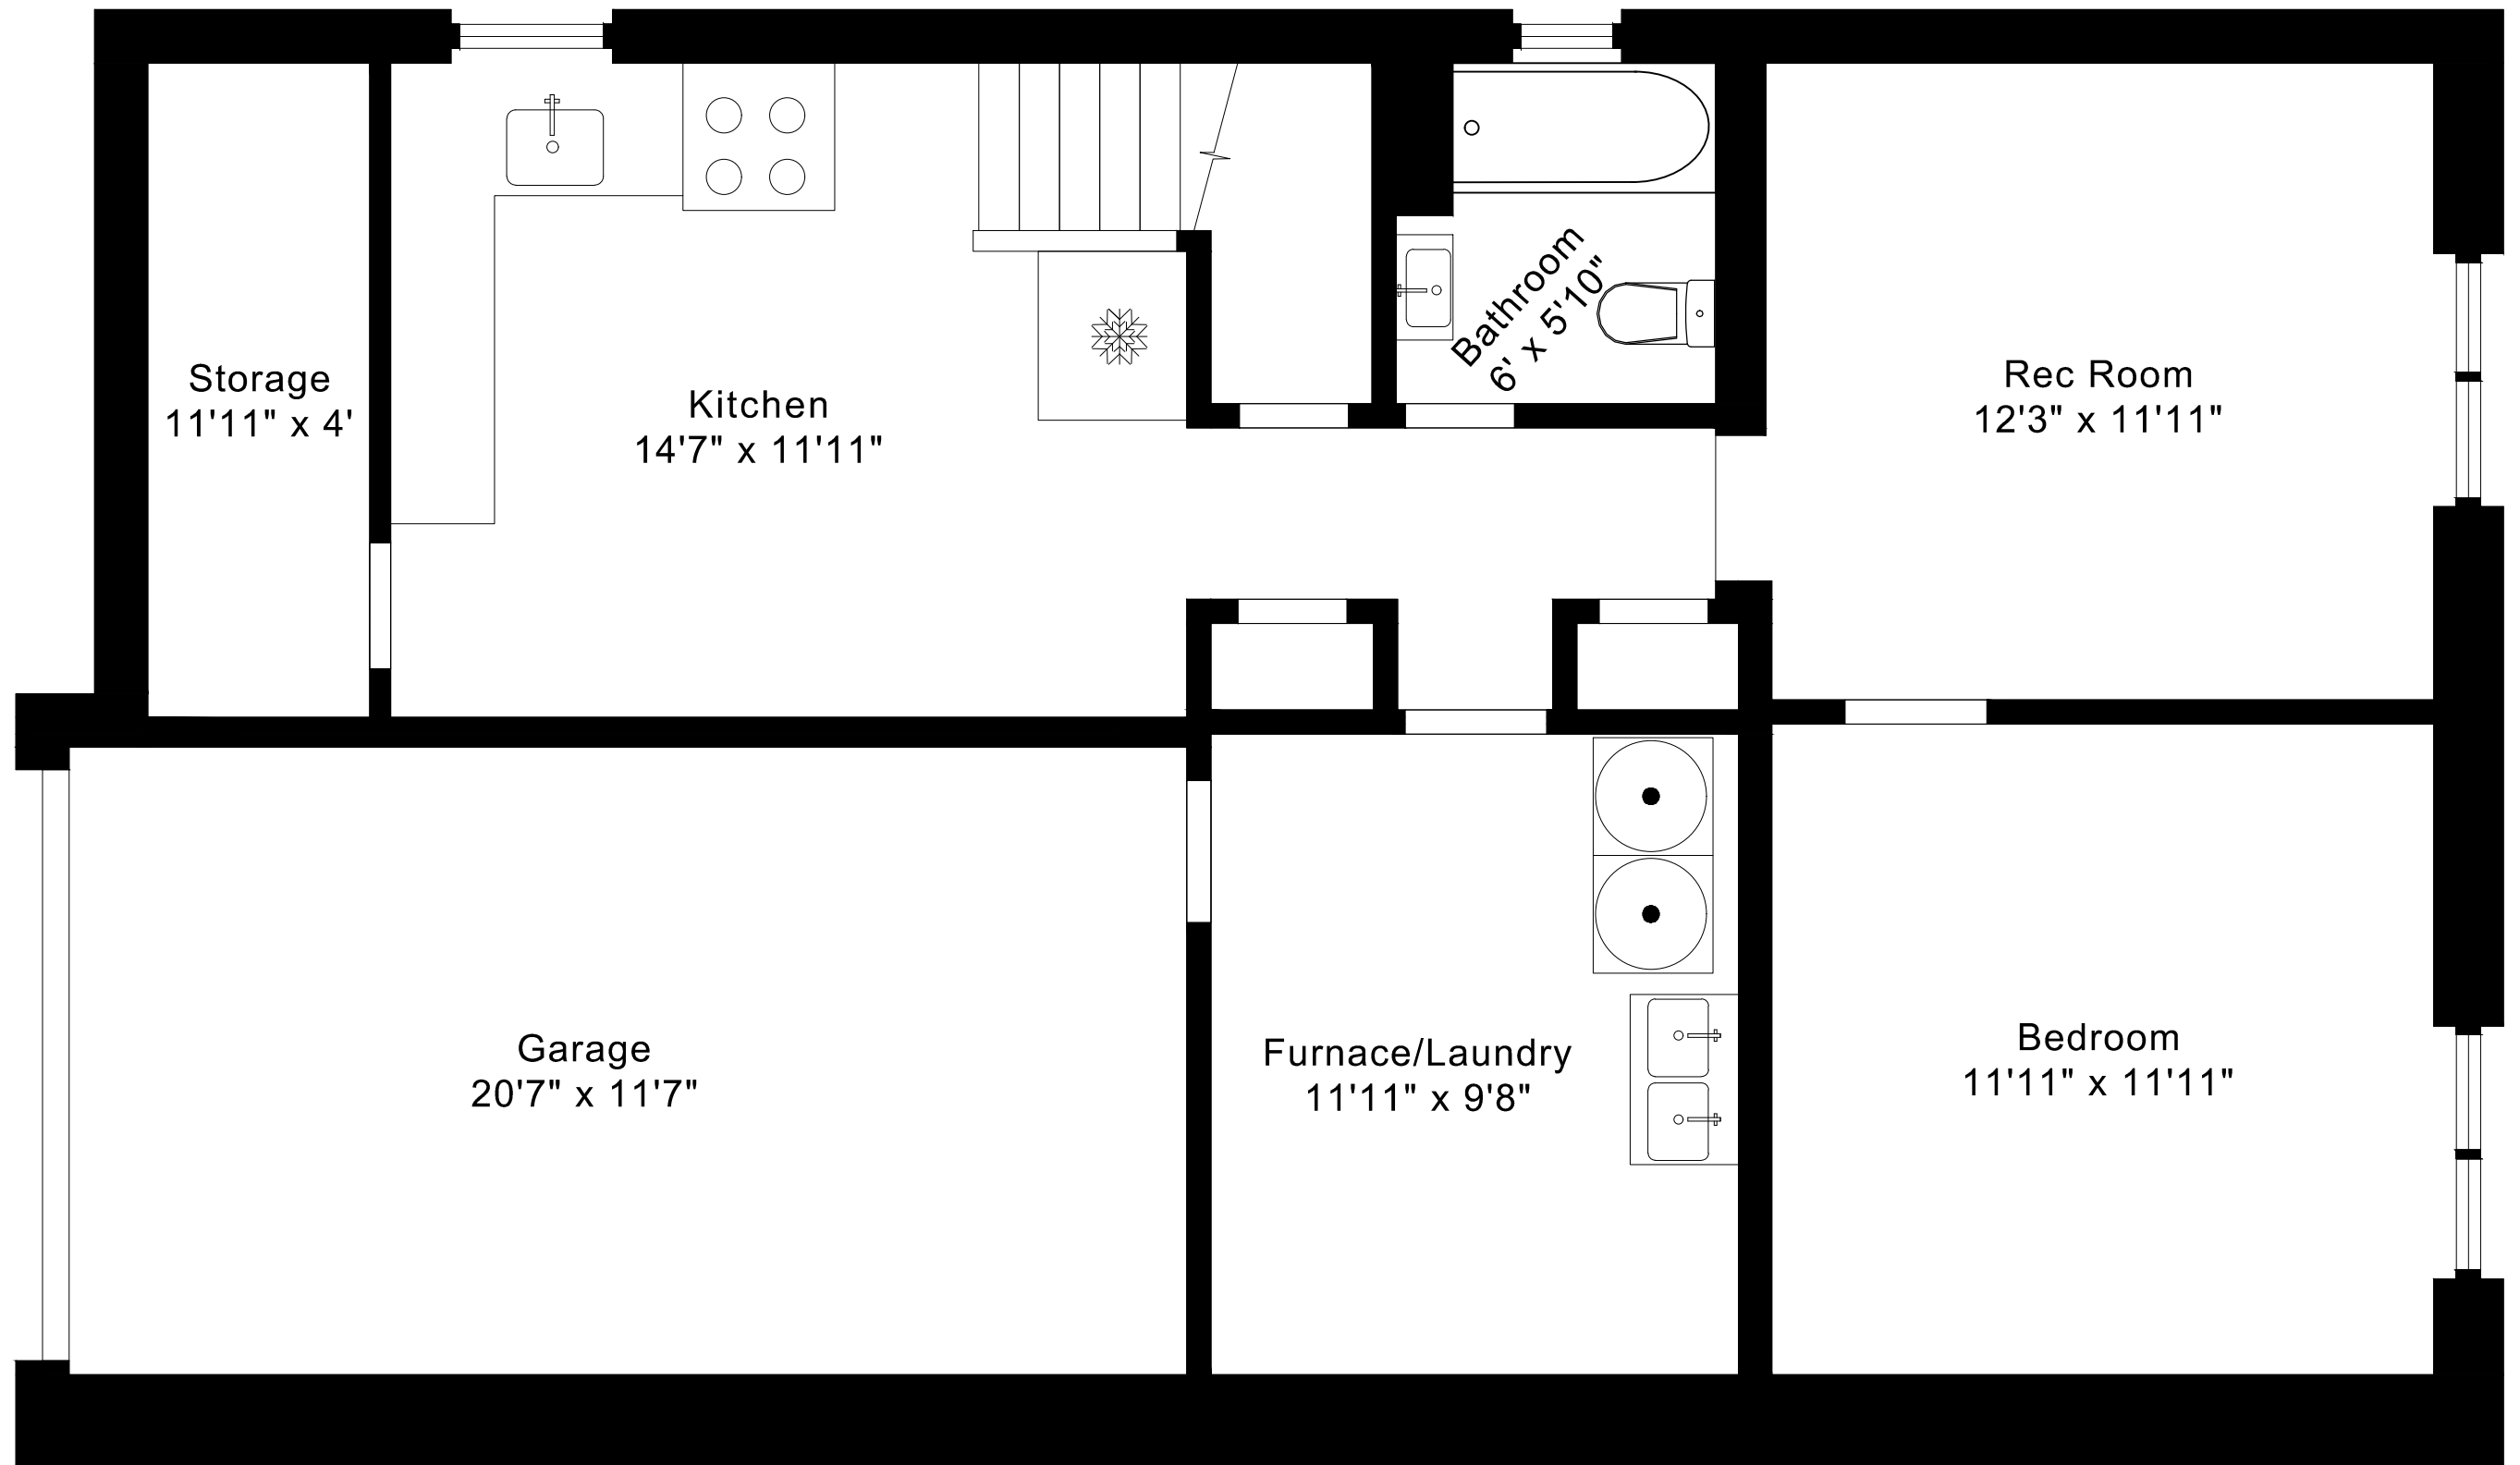 Storage
11'11" x 4'
Kitchen
14'7" x 11'11"
Bathroom
6' x 5'10"
Rec Room
12'3" x 11'11"
Garage
20'7" x 11'7"
Furnace/Laundry
11'11" x 9'8"
Bedroom
11'11" x 11'11"